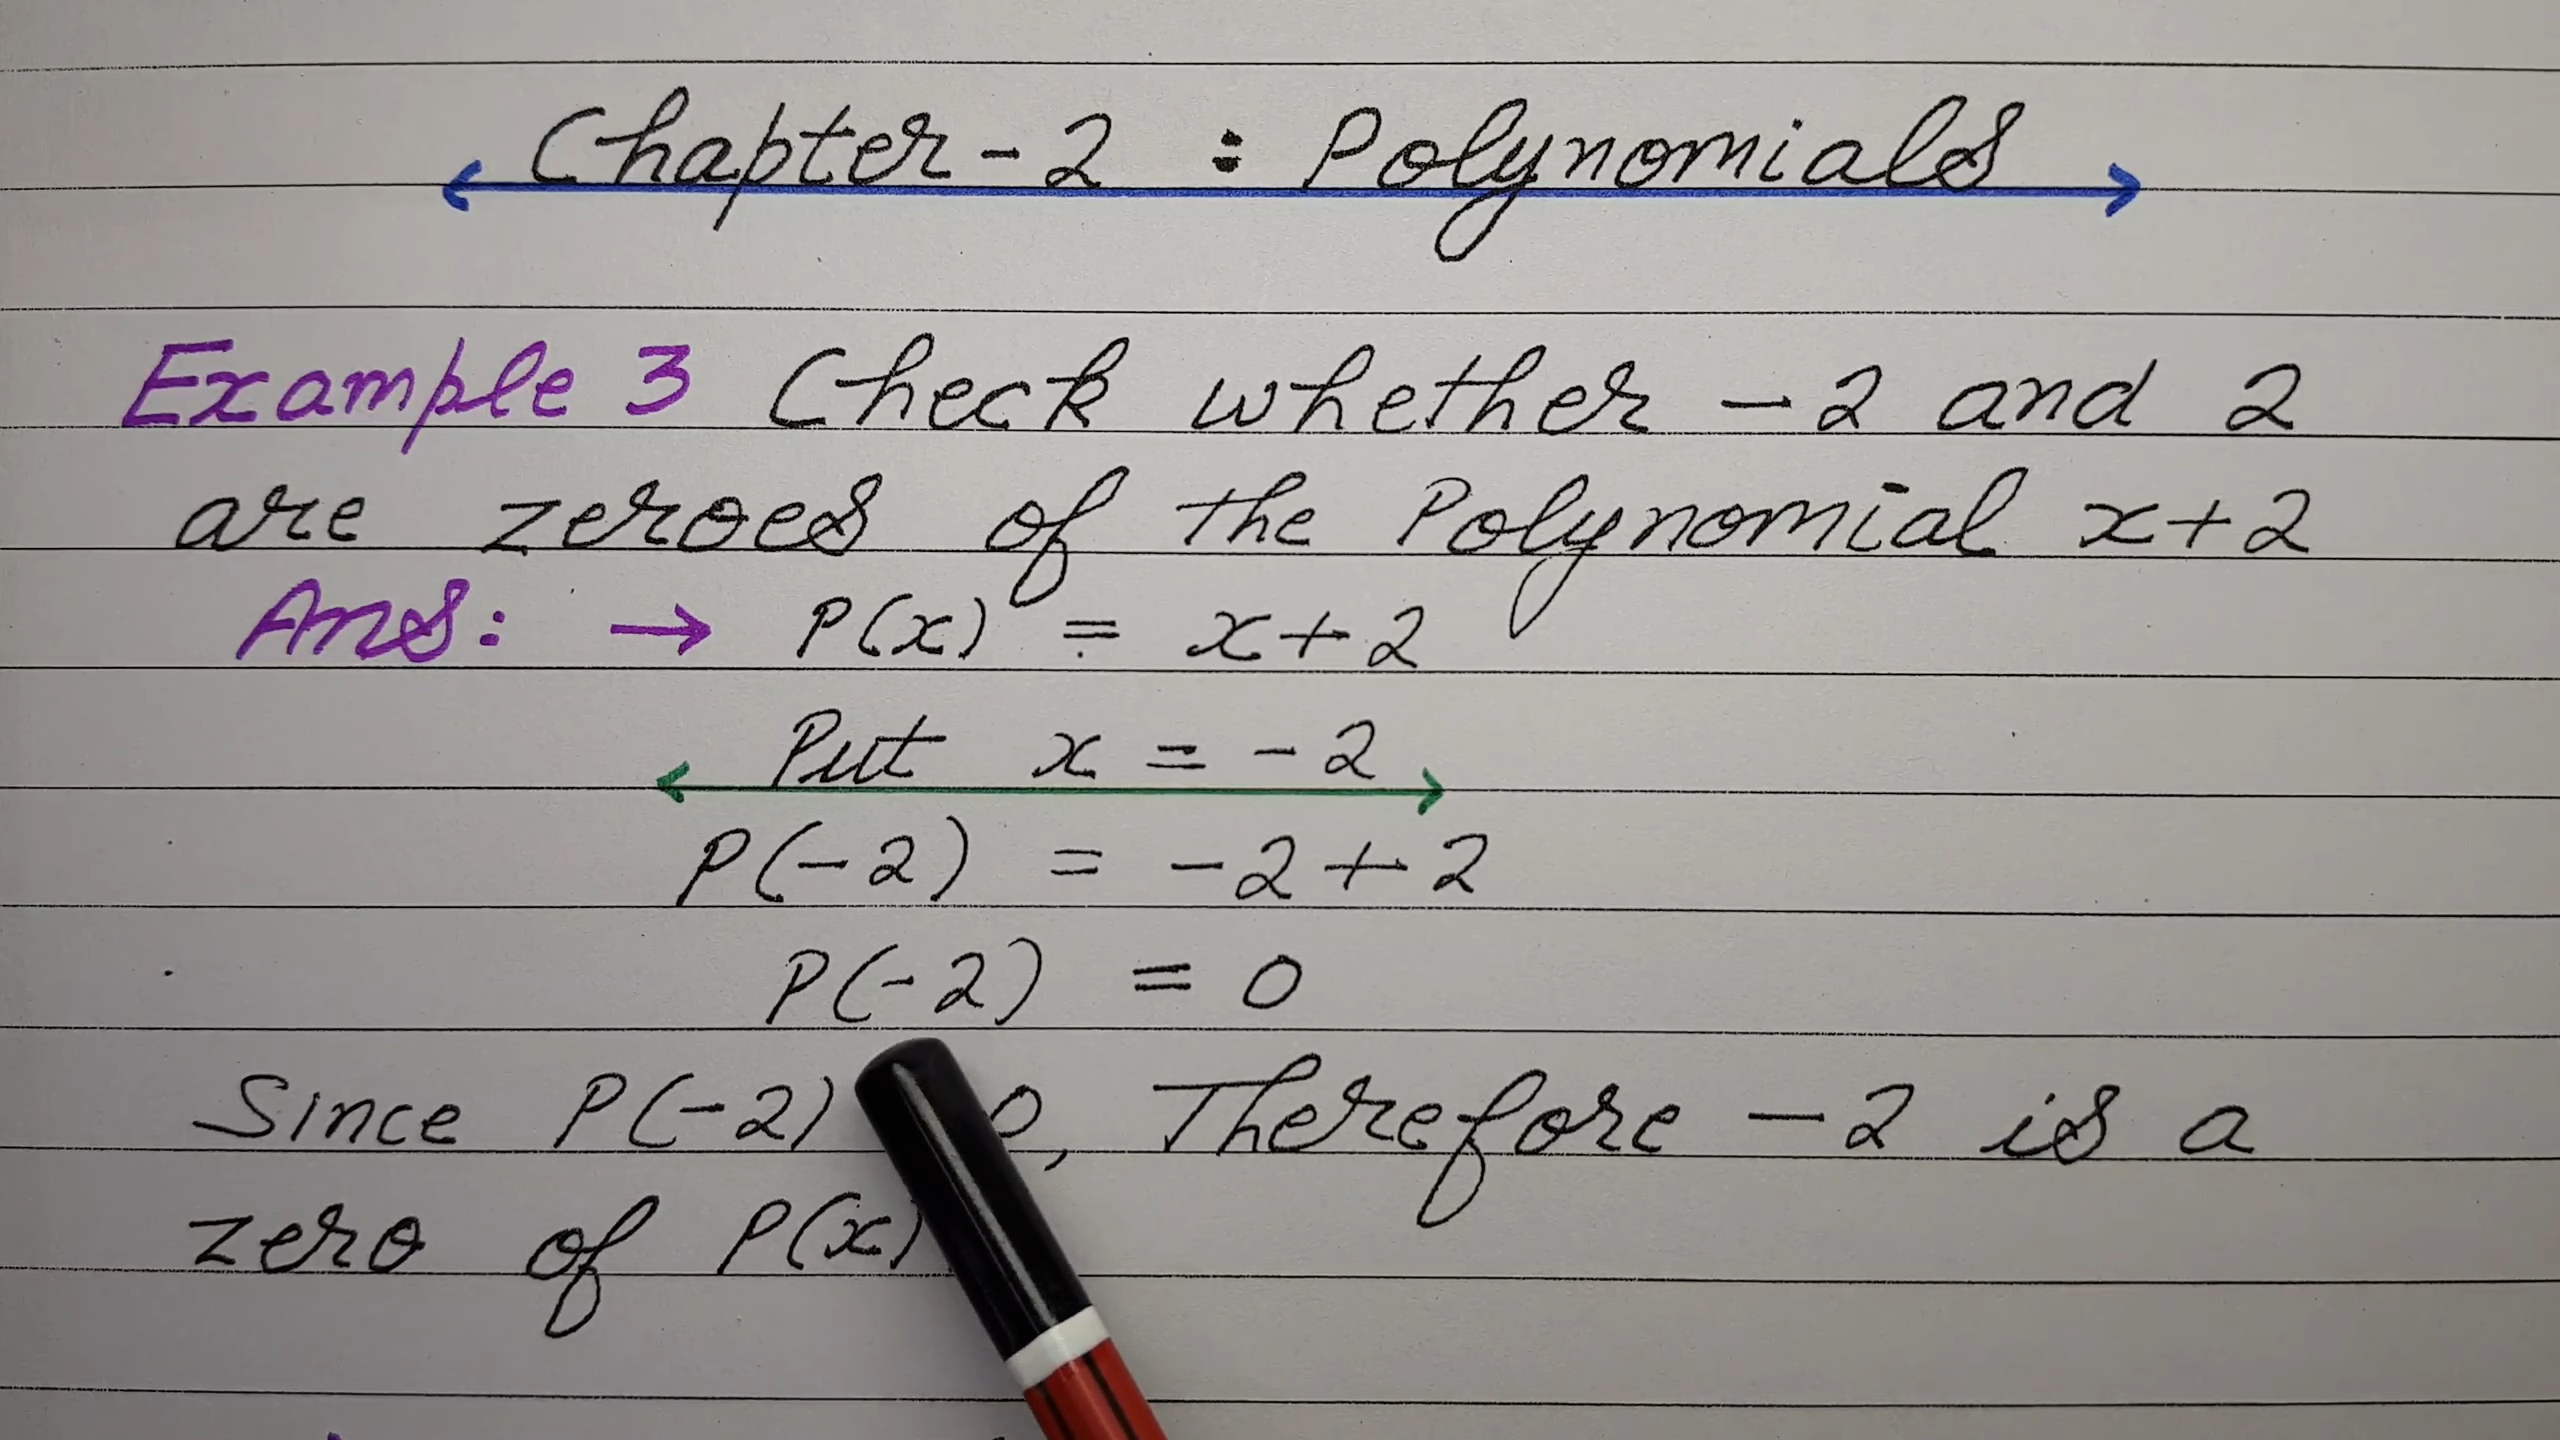 Chapter-2 : Polynomials
Example 3 Check whether -2 and 2
are zeroes of the Polynomial x+2
Ans: → P(x) = x+2
Put x = -2
P(-2) = -2+2
P(-2) = 0
Since P(-2) 0, Therefore -2 is a
zero of P(x)